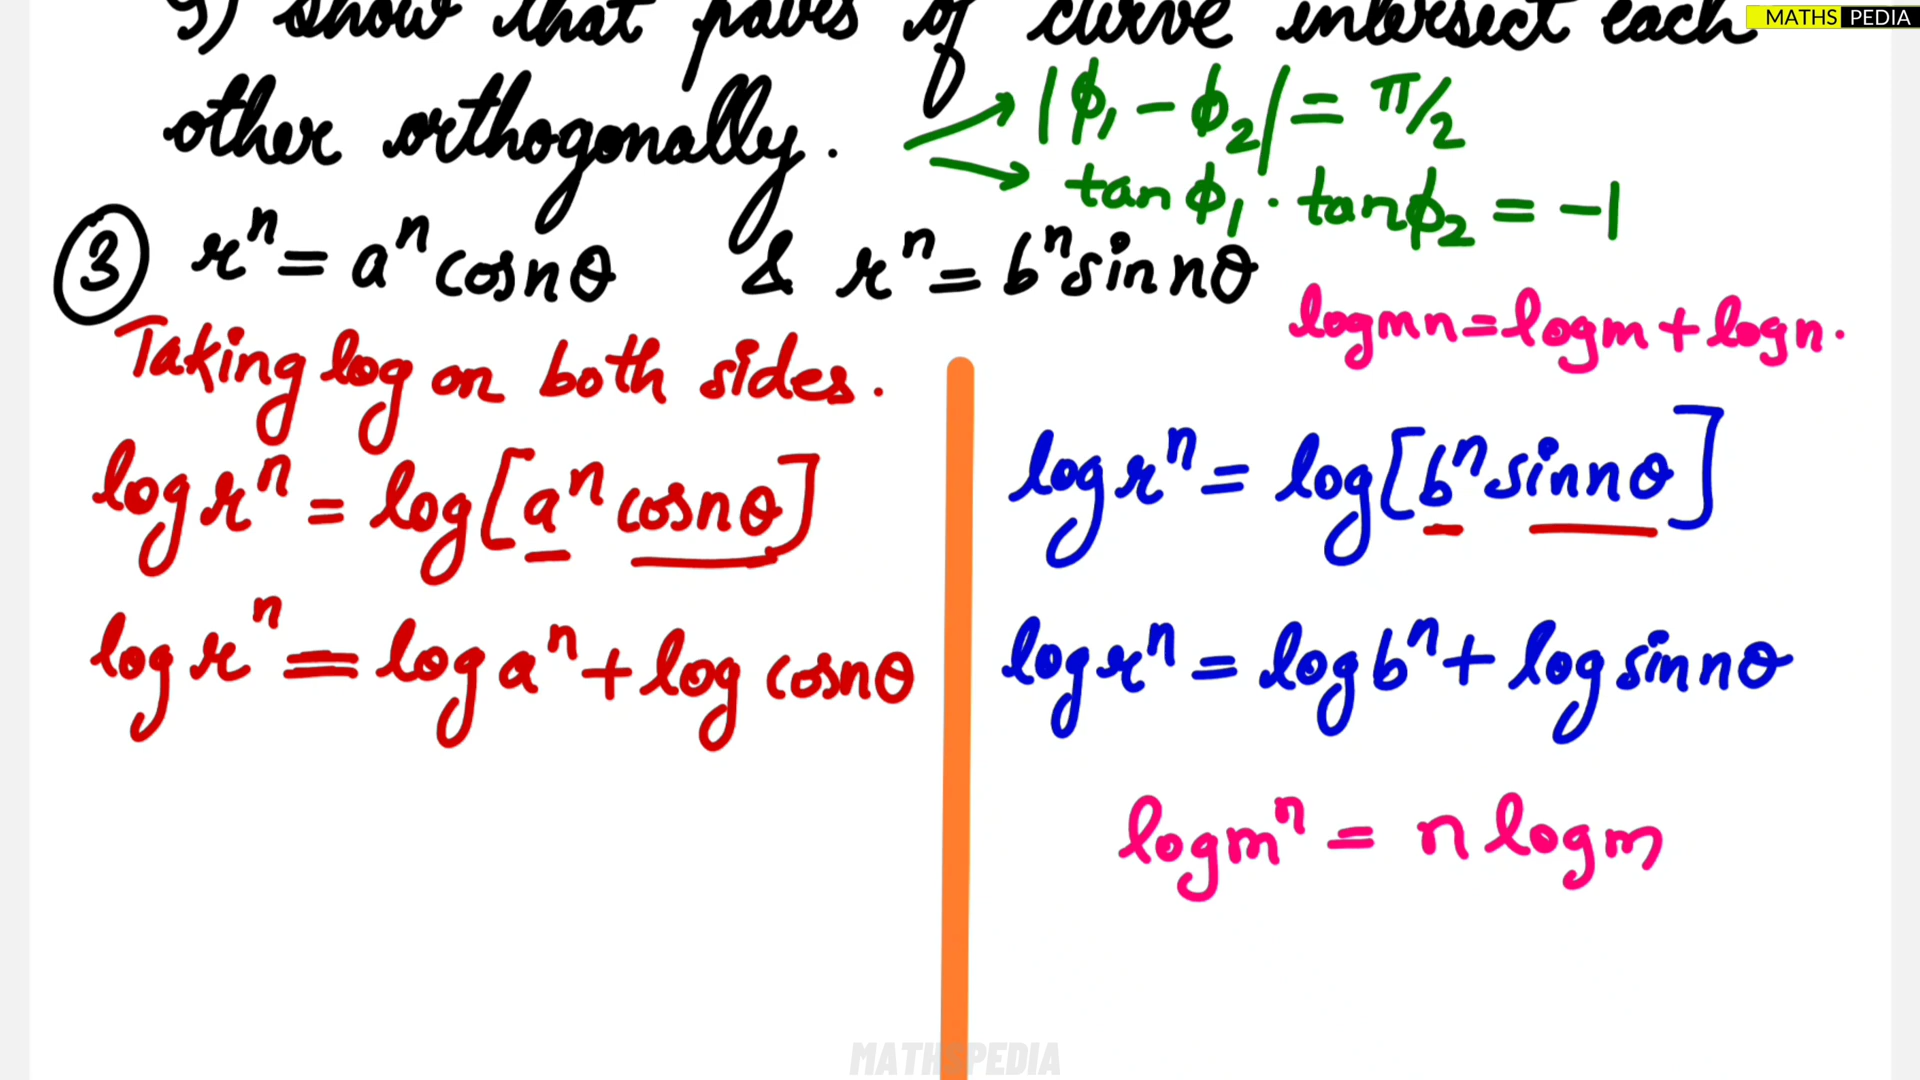 9) Show that pairs of curve intersect each
MATHS PEDIA
other orthogonally.
|ϕ₁ - ϕ₂| = π/2
tan ϕ₁ · tan ϕ₂ = -1
③ rⁿ = aⁿ cos nθ & rⁿ = bⁿ sin nθ
log mn = log m + log n.
Taking log on both sides.
log rⁿ = log [aⁿ cos nθ]
log rⁿ = log aⁿ + log cos nθ
log rⁿ = log [bⁿ sin nθ]
log rⁿ = log bⁿ + log sin nθ
log mⁿ = n log m
MATHSPEDIA